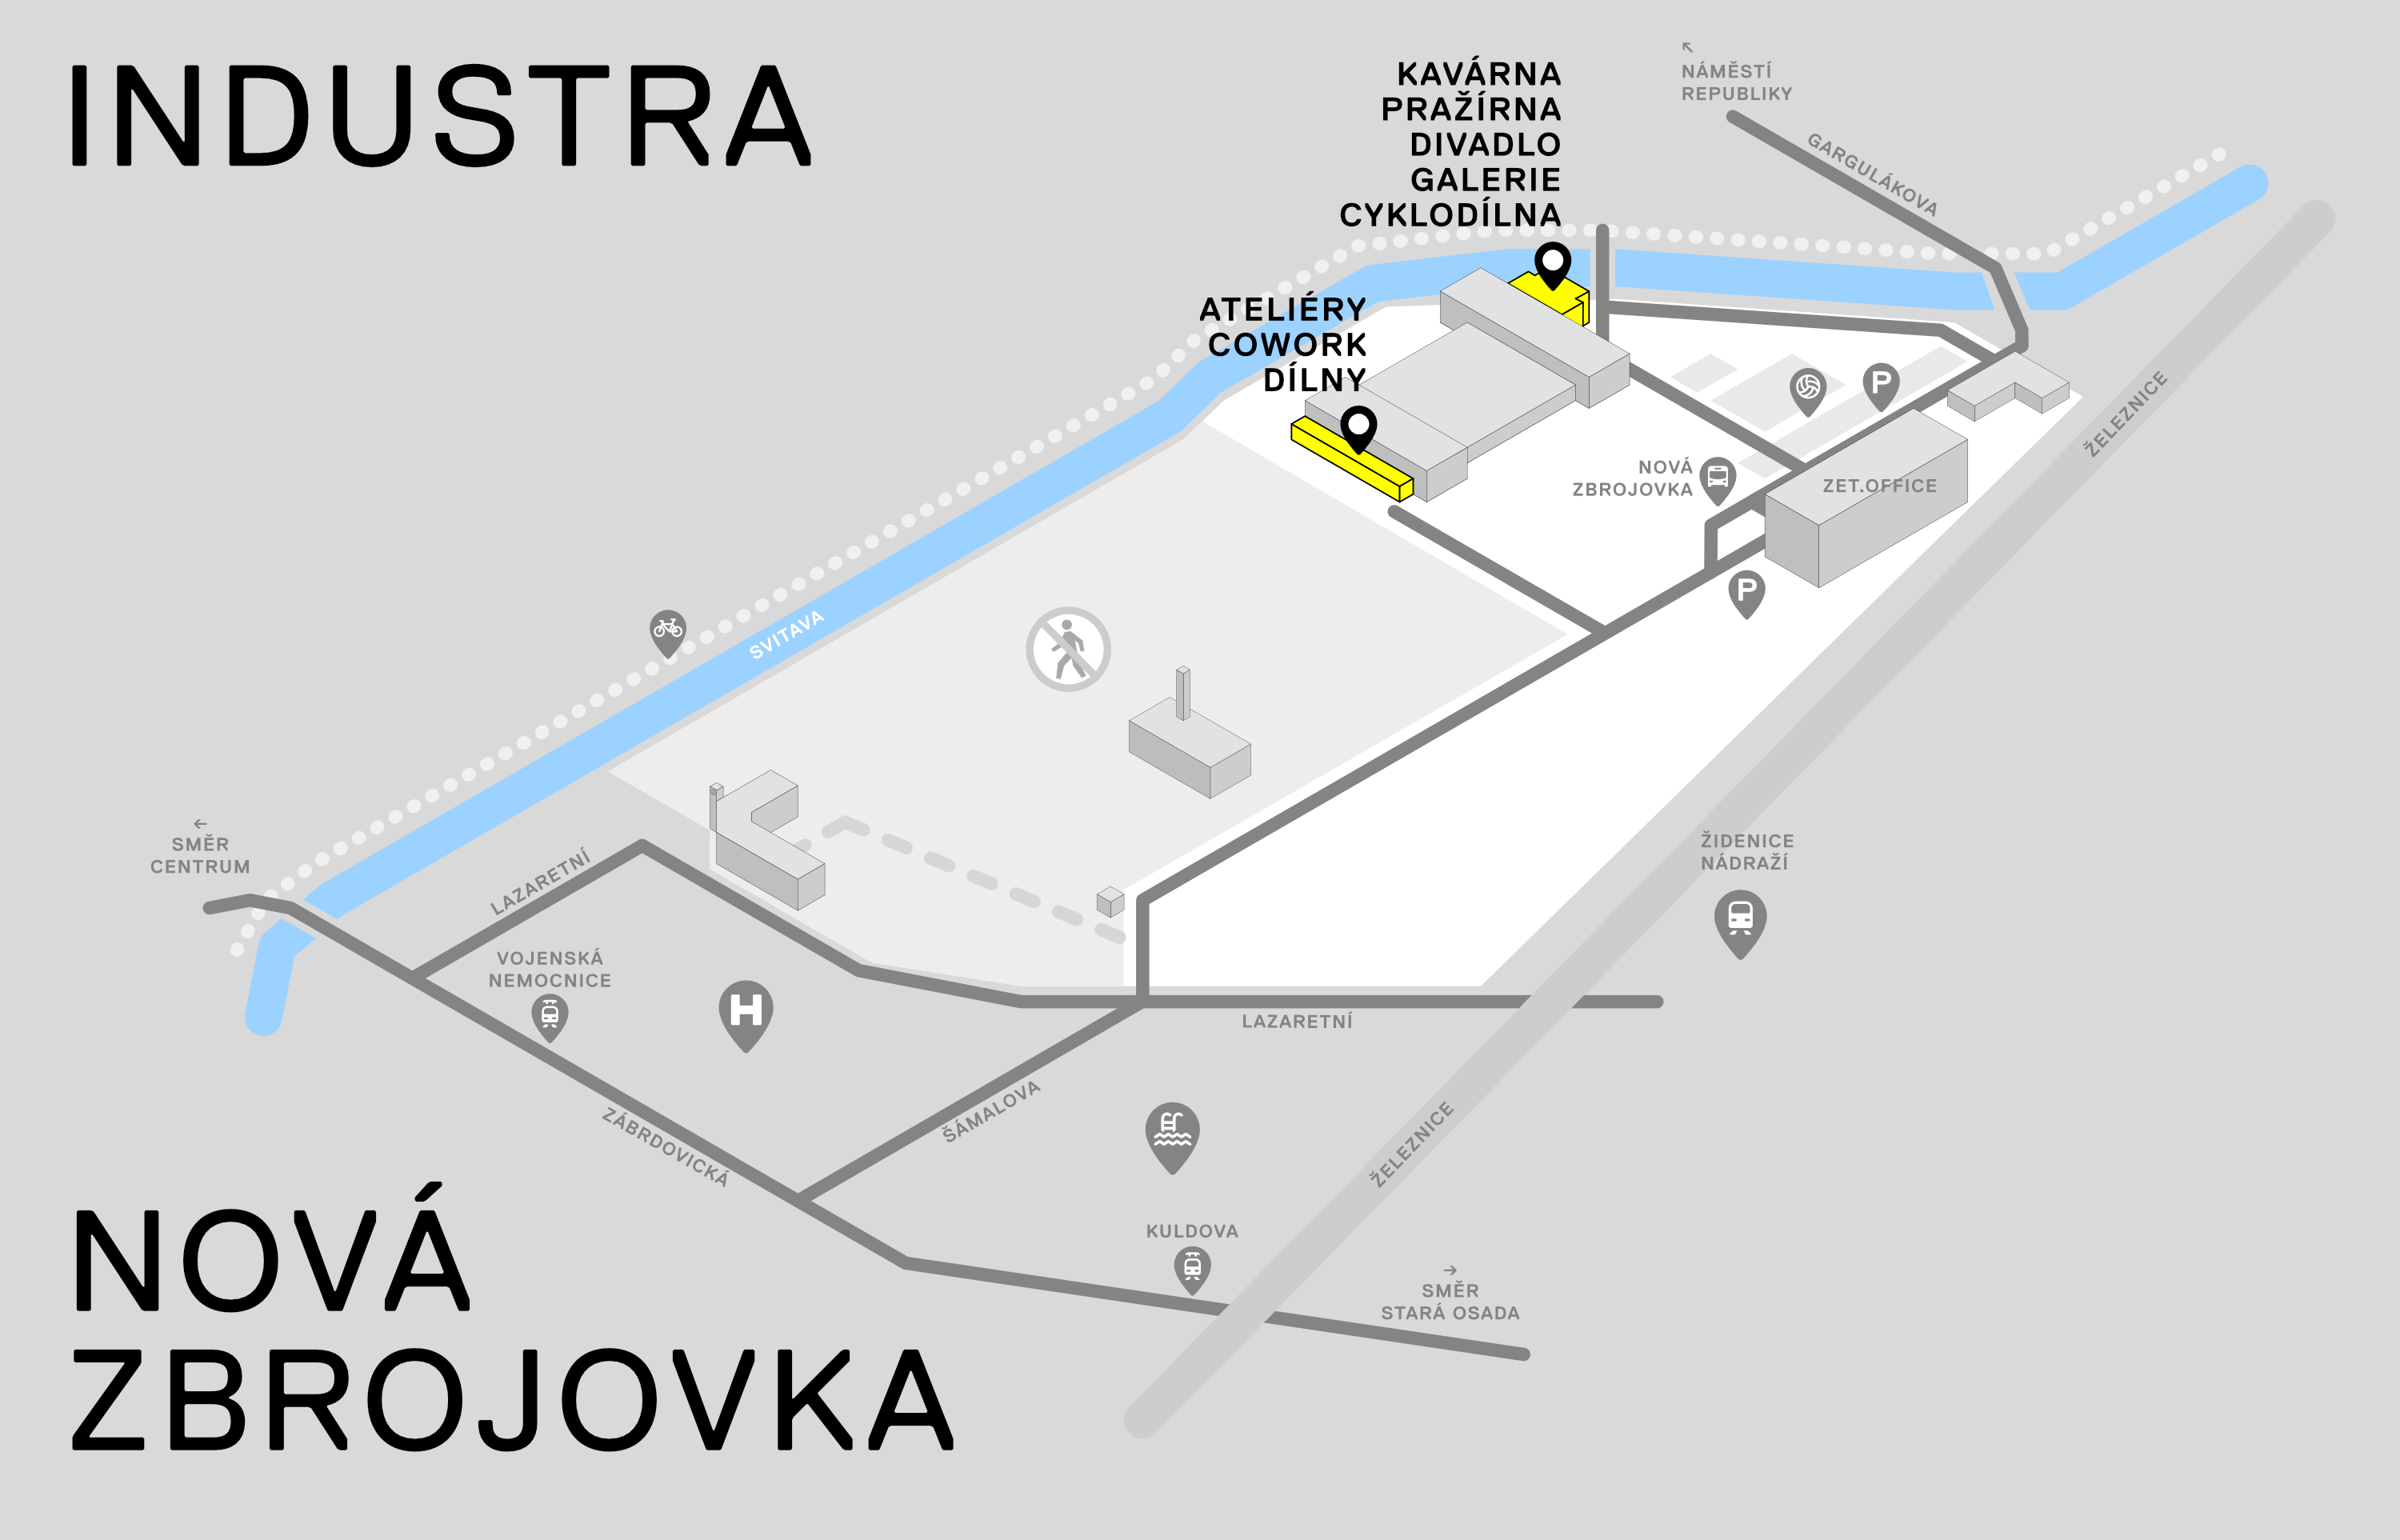 INDUSTRA
KAVÁRNA
PRAŽÍRNA
DIVADLO
GALERIE
CYKLODÍLNA
↖
NÁMĚSTÍ
REPUBLIKY
GARGULÁKOVA
ATELIÉRY
COWORK
DÍLNY
P
ŽELEZNICE
NOVÁ
ZBROJOVKA
ZET.OFFICE
P
SVITAVA
←
SMĚR
CENTRUM
LAZARETNÍ
ŽIDENICE
NÁDRAŽÍ
VOJENSKÁ
NEMOCNICE
H
LAZARETNÍ
ŠÁMALOVA
ZÁBRDOVICKÁ
ŽELEZNICE
KULDOVA
→
SMĚR
STARÁ OSADA
NOVÁ
ZBROJOVKA